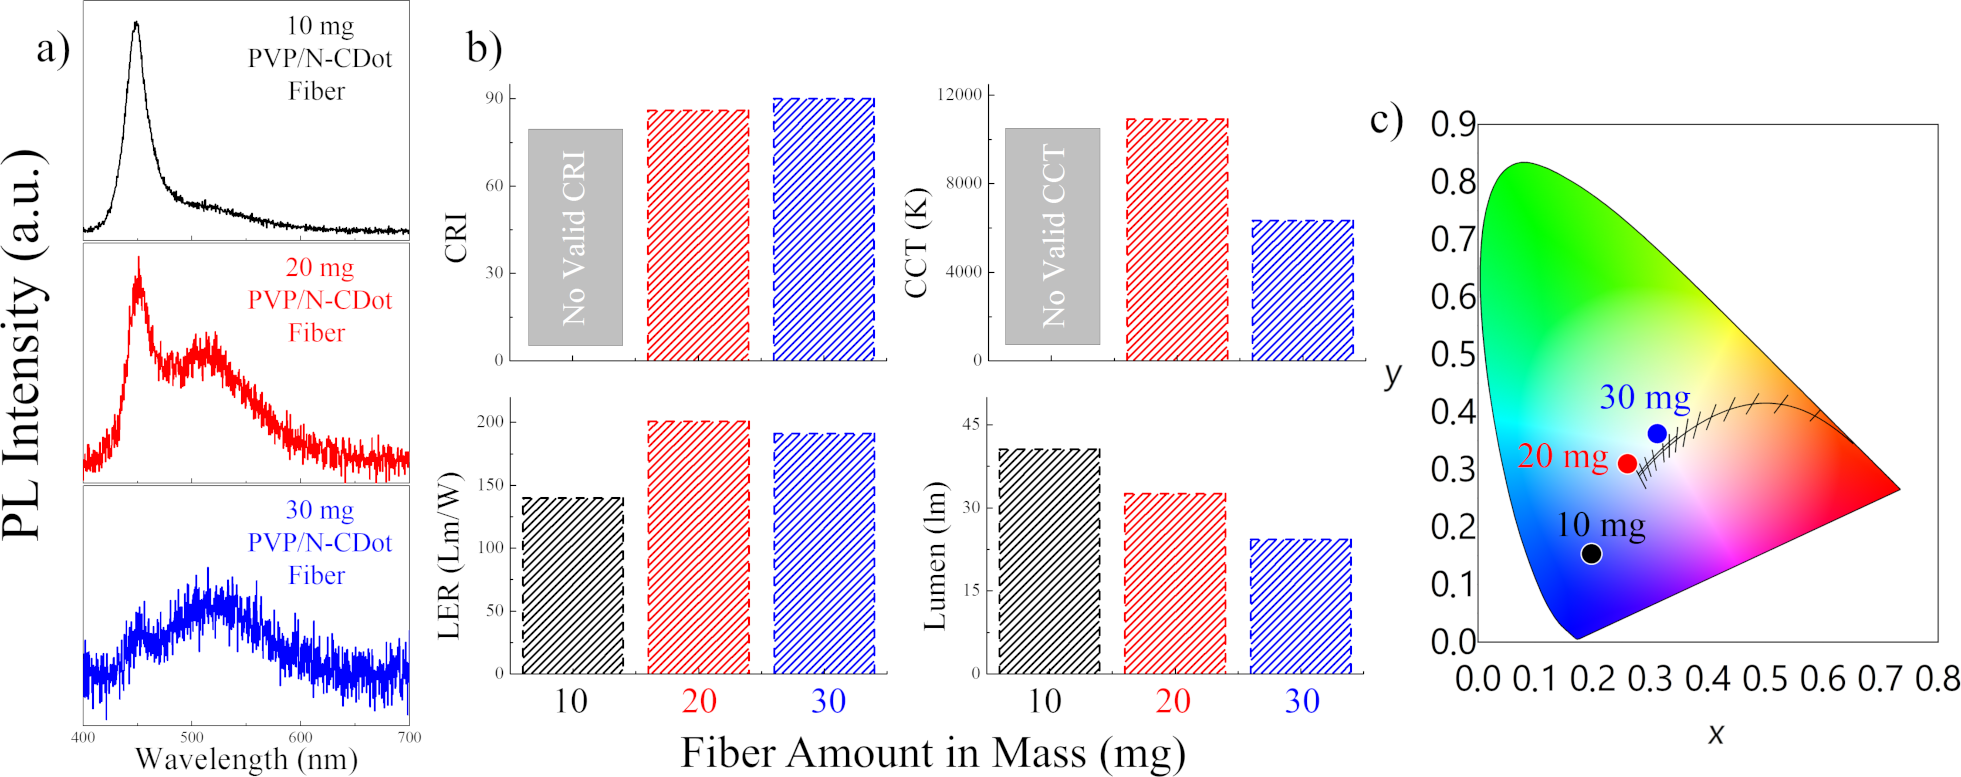 a)
PL Intensity (a.u.)
10 mg
PVP/N-CDot
Fiber
20 mg
PVP/N-CDot
Fiber
30 mg
PVP/N-CDot
Fiber
400 500 600 700
Wavelength (nm)
b)
CRI
90
60
30
0
No Valid CRI
CCT (K)
12000
8000
4000
0
No Valid CCT
LER (Lm/W)
200
150
100
50
0
10 20 30
Lumen (lm)
45
30
15
0
10 20 30
Fiber Amount in Mass (mg)
c)
y
0.9
0.8
0.7
0.6
0.5
0.4
0.3
0.2
0.1
0.0
30 mg
20 mg
10 mg
0.0 0.1 0.2 0.3 0.4 0.5 0.6 0.7 0.8
x